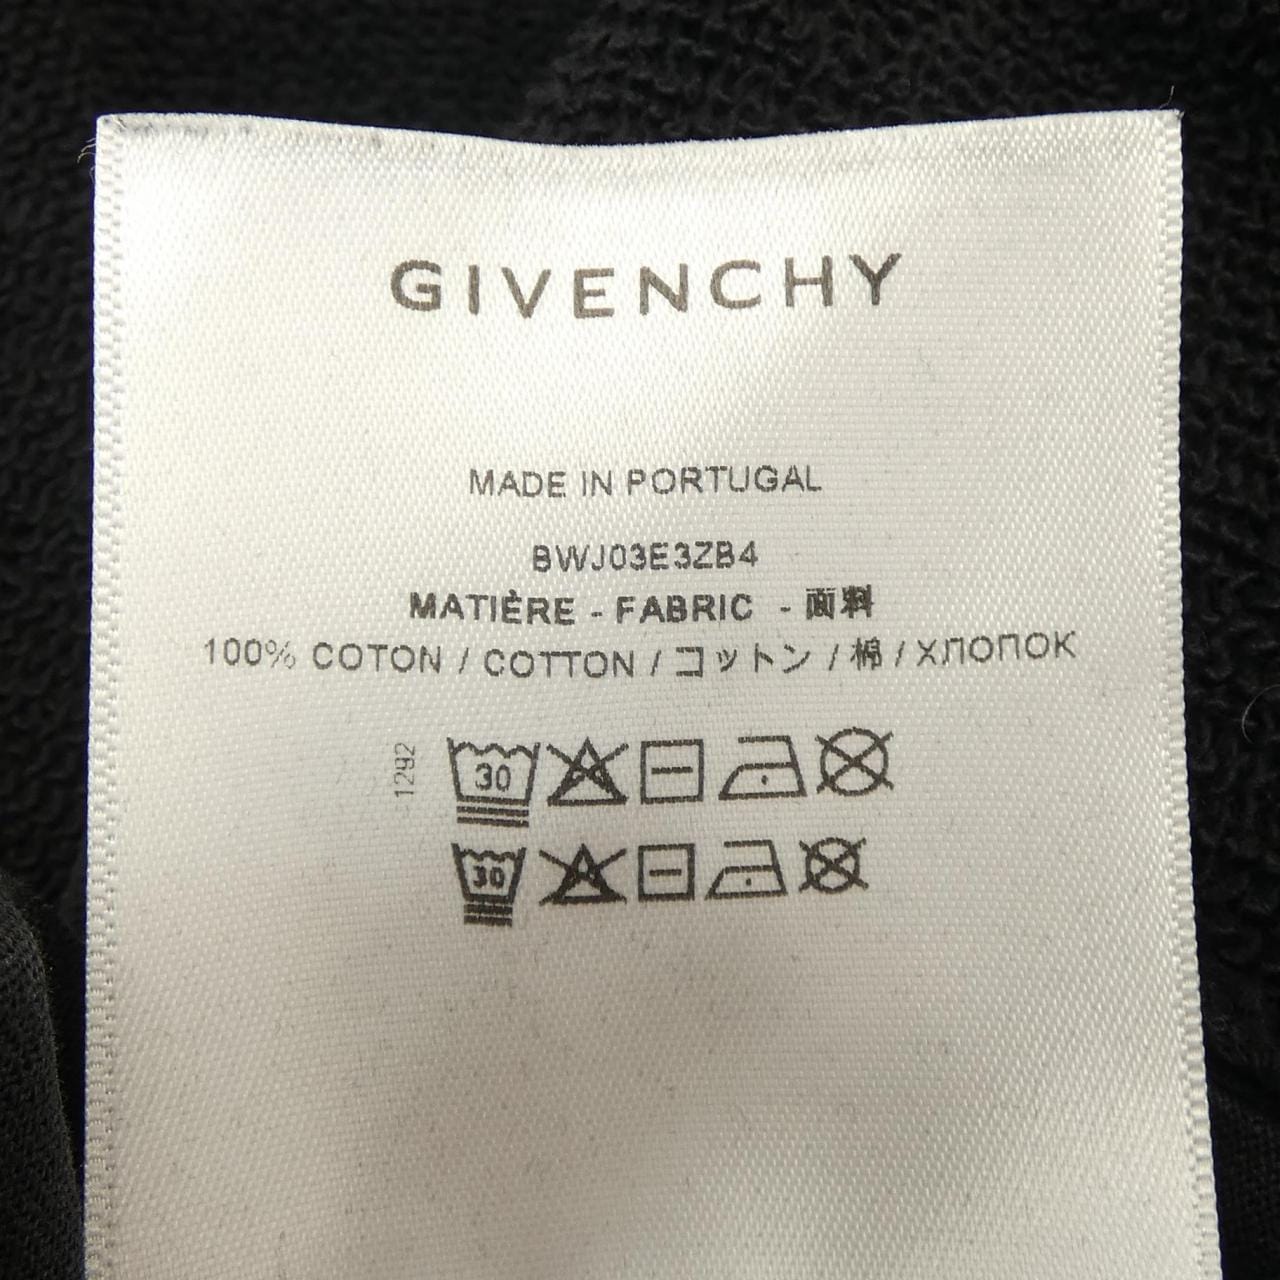 GIVENCHY
MADE IN PORTUGAL
BWJ03E3ZB4
MATIÈRE - FABRIC - 面料
100% COTON / COTTON / コットン / 棉 / ХЛОПОК
1292
30
30